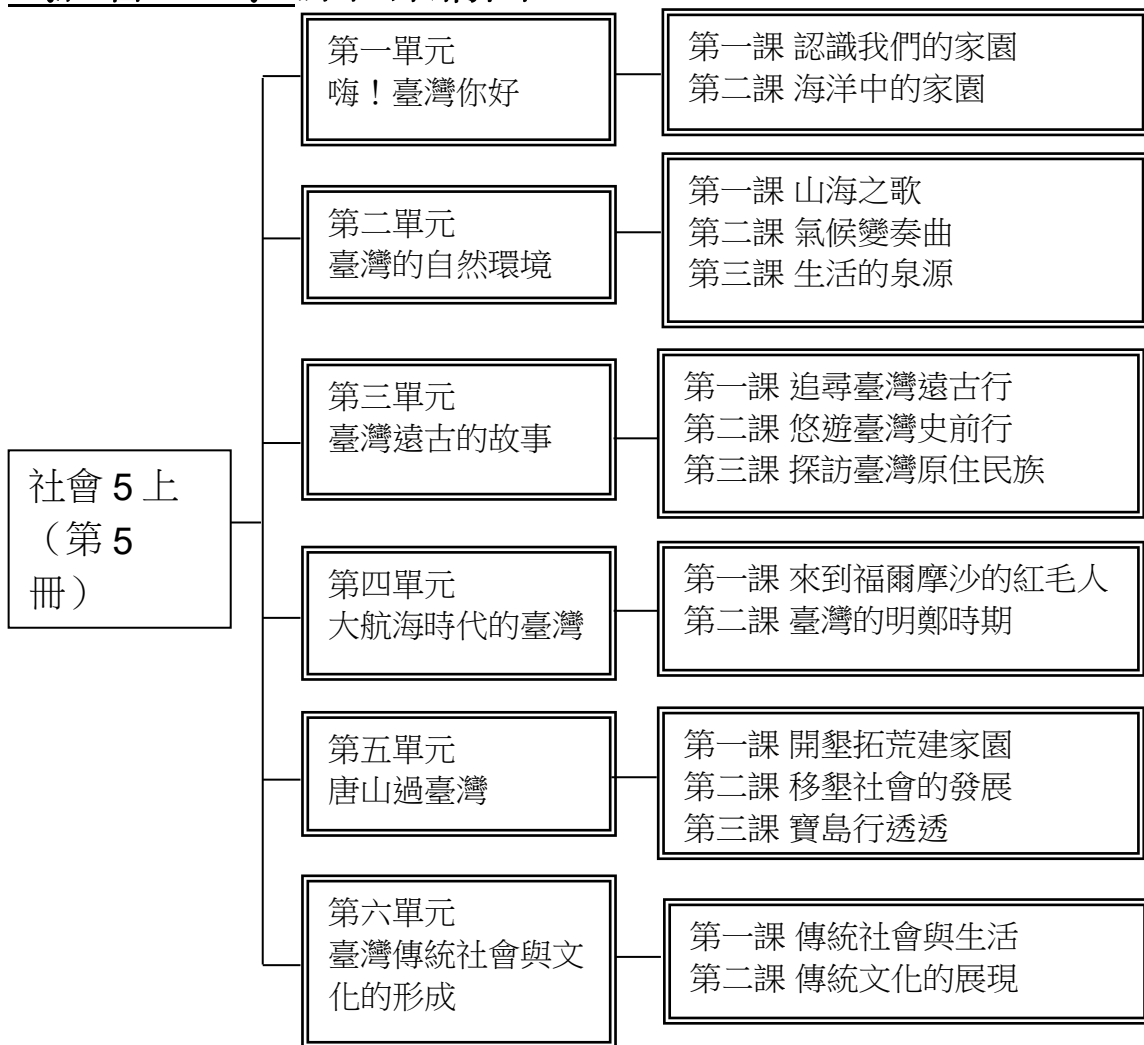 社會 5 上
（第 5
冊）
第一單元
嗨！臺灣你好
第一課 認識我們的家園
第二課 海洋中的家園
第二單元
臺灣的自然環境
第一課 山海之歌
第二課 氣候變奏曲
第三課 生活的泉源
第三單元
臺灣遠古的故事
第一課 追尋臺灣遠古行
第二課 悠遊臺灣史前行
第三課 探訪臺灣原住民族
第四單元
大航海時代的臺灣
第一課 來到福爾摩沙的紅毛人
第二課 臺灣的明鄭時期
第五單元
唐山過臺灣
第一課 開墾拓荒建家園
第二課 移墾社會的發展
第三課 寶島行透透
第六單元
臺灣傳統社會與文
化的形成
第一課 傳統社會與生活
第二課 傳統文化的展現